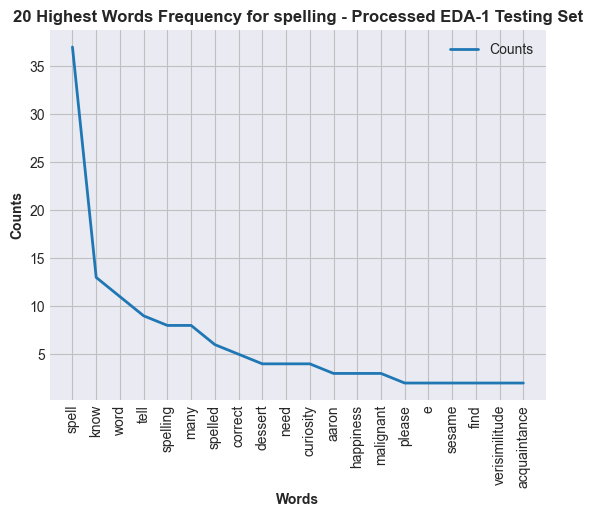 20 Highest Words Frequency for spelling - Processed EDA-1 Testing Set
Counts
35
30
25
20
15
10
5
Counts
spell
know
word
tell
spelling
many
spelled
correct
dessert
need
curiosity
aaron
happiness
malignant
please
e
sesame
find
verisimilitude
acquaintance
Words